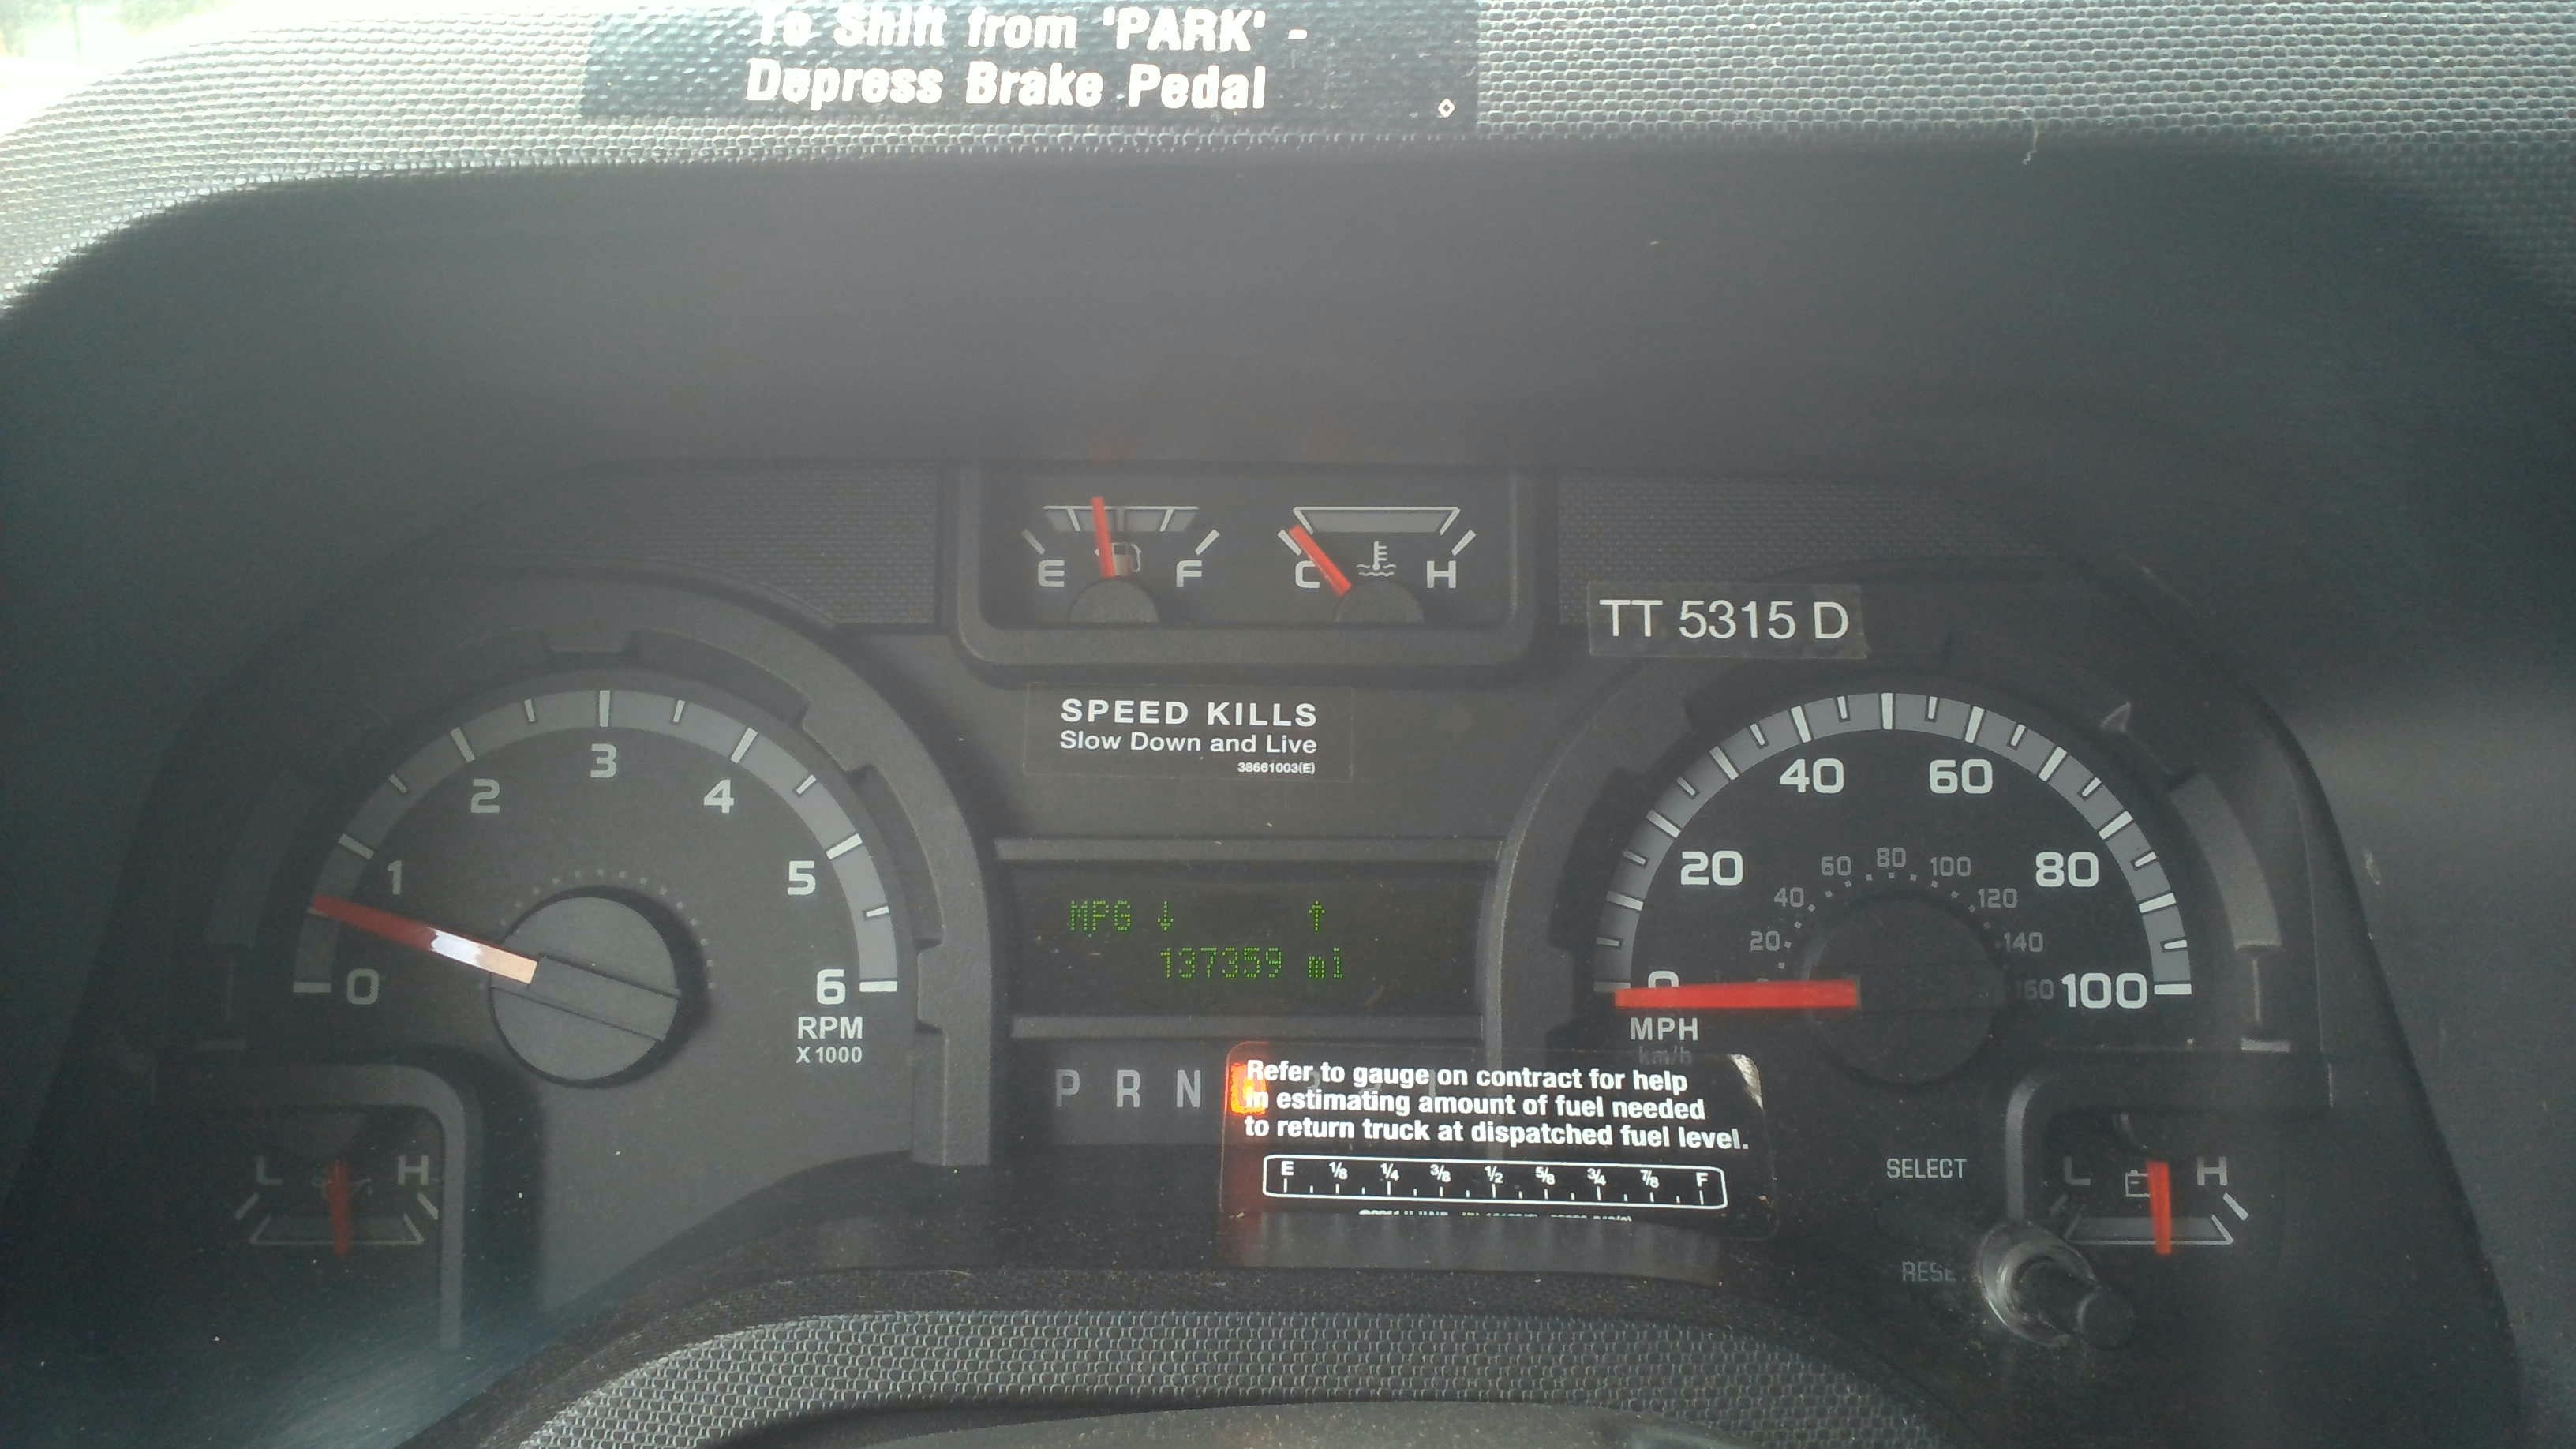 To Shift from 'PARK' -
Depress Brake Pedal
E F
C H
TT 5315 D
SPEED KILLS
Slow Down and Live
38661003(E)
0 1 2 3 4 5 6
RPM
X 1000
MPG ↓ ↑
137359 mi
0 20 40 60 80 100
20 40 60 80 100 120 140
MPH
km/h
P R N
Refer to gauge on contract for help
in estimating amount of fuel needed
to return truck at dispatched fuel level.
E 1/8 1/4 3/8 1/2 5/8 3/4 7/8 F
L H
SELECT
L H